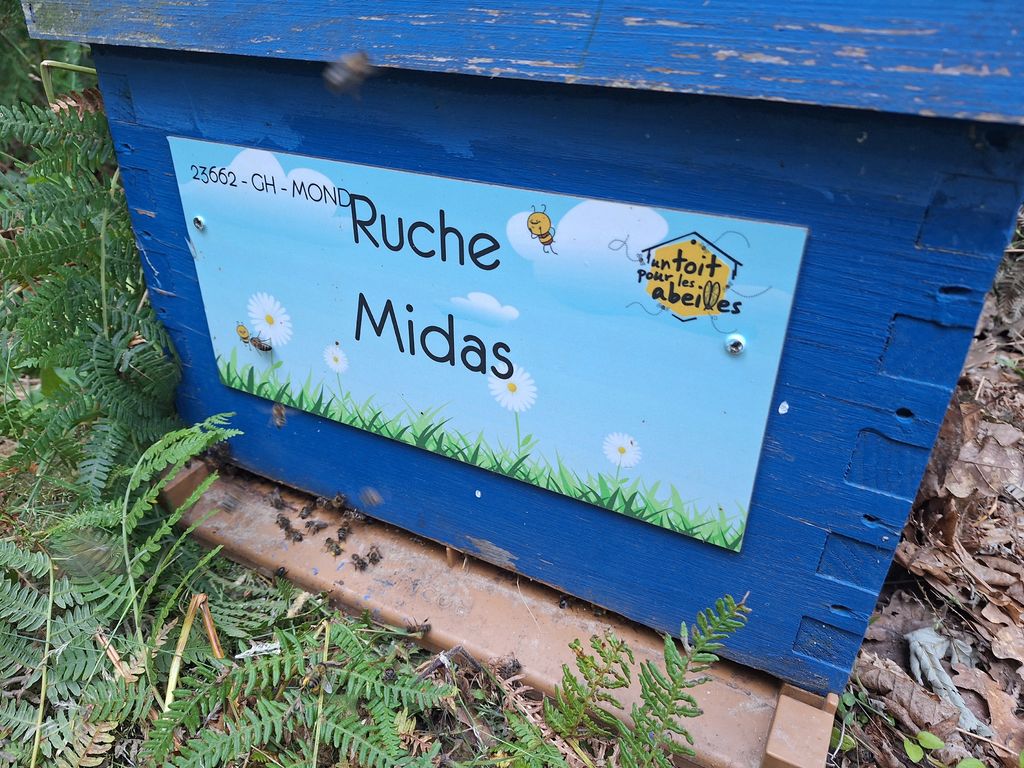 23662 - GH - MOND
Ruche
Midas
un toit
pour les
abeilles